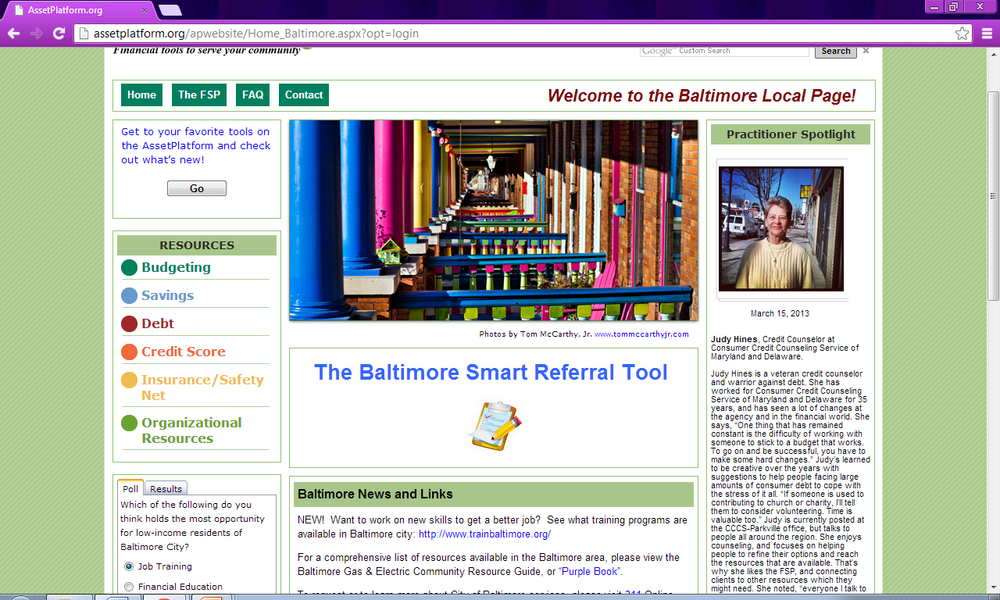 AssetPlatform.org
assetplatform.org/apwebsite/Home_Baltimore.aspx?opt=login
Financial tools to serve your community
Google™ Custom Search
Search
Home
The FSP
FAQ
Contact
Welcome to the Baltimore Local Page!
Get to your favorite tools on
the AssetPlatform and check
out what's new!
Go
RESOURCES
Budgeting
Savings
Debt
Credit Score
Insurance/Safety
Net
Organizational
Resources
Poll
Results
Which of the following do you
think holds the most opportunity
for low-income residents of
Baltimore City?
Job Training
Financial Education
Photos by Tom McCarthy, Jr. www.tommccarthyjr.com
The Baltimore Smart Referral Tool
Baltimore News and Links
NEW!  Want to work on new skills to get a better job?  See what training programs are
available in Baltimore city: http://www.trainbaltimore.org/
For a comprehensive list of resources available in the Baltimore area, please view the
Baltimore Gas & Electric Community Resource Guide, or “Purple Book”.
To request or to learn more about City of Baltimore services, please visit 311 Online
Practitioner Spotlight
March 15, 2013
Judy Hines, Credit Counselor at
Consumer Credit Counseling Service of
Maryland and Delaware.
Judy Hines is a veteran credit counselor
and warrior against debt. She has
worked for Consumer Credit Counseling
Service of Maryland and Delaware for 35
years, and has seen a lot of changes at
the agency and in the financial world. She
says, “One thing that has remained
constant is the difficulty of working with
someone to stick to a budget that works.
To go on and be successful, you have to
make some hard changes.” Judy's learned
to be creative over the years with
suggestions to help people facing large
amounts of consumer debt to cope with
the stress of it all. “If someone is used to
contributing to church or charity, I'll tell
them to consider volunteering. Time is
valuable too.” Judy is currently posted at
the CCCS-Parkville office, but talks to
people all around the region. She enjoys
counseling, and focuses on helping
people to refine their options and reach
the resources that are available. That's
why she likes the FSP, and connecting
clients to other resources which they
might need. She noted, “everyone I talk to